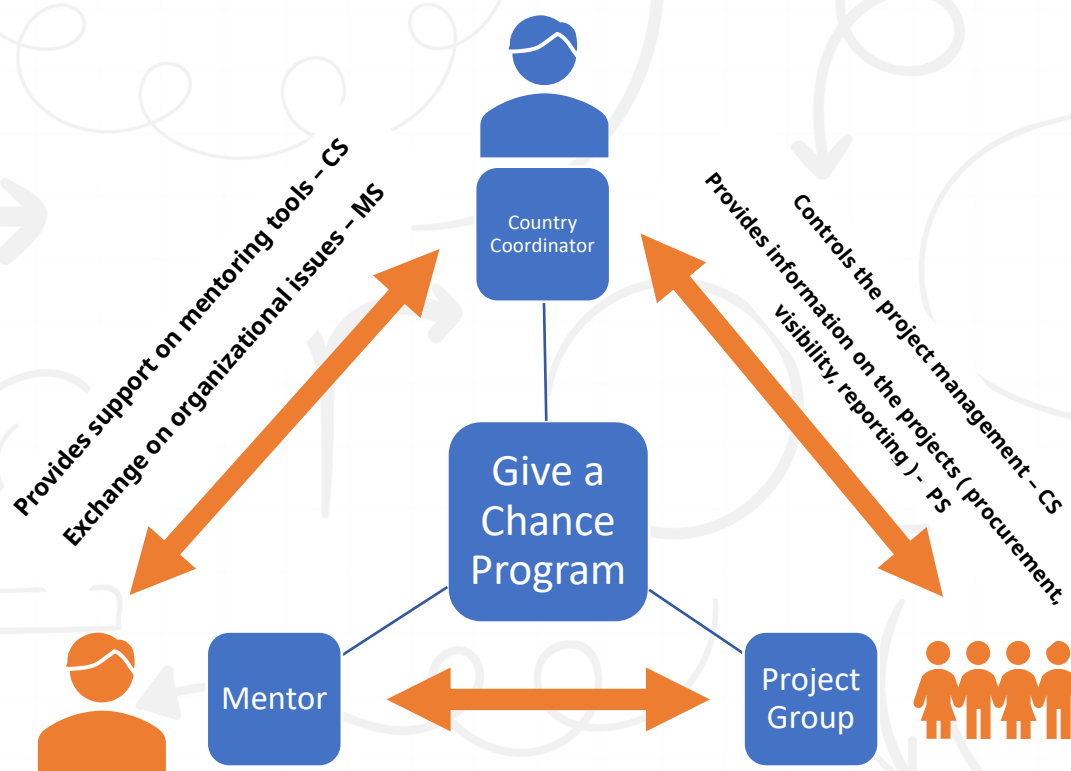 Country
Coordinator
Provides support on mentoring tools – CS
Exchange on organizational issues – MS
Controls the project management – CS
Provides information on the projects ( procurement,
visibility, reporting ) - PS
Give a
Chance
Program
Mentor
Project
Group